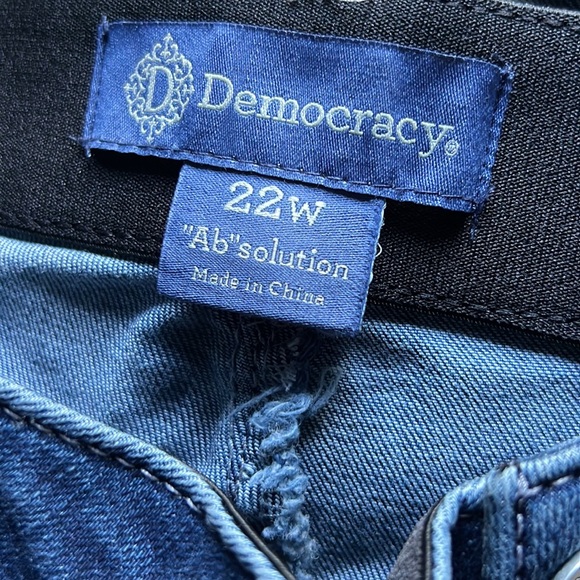 D Democracy®
22W
"Ab"solution
Made in China